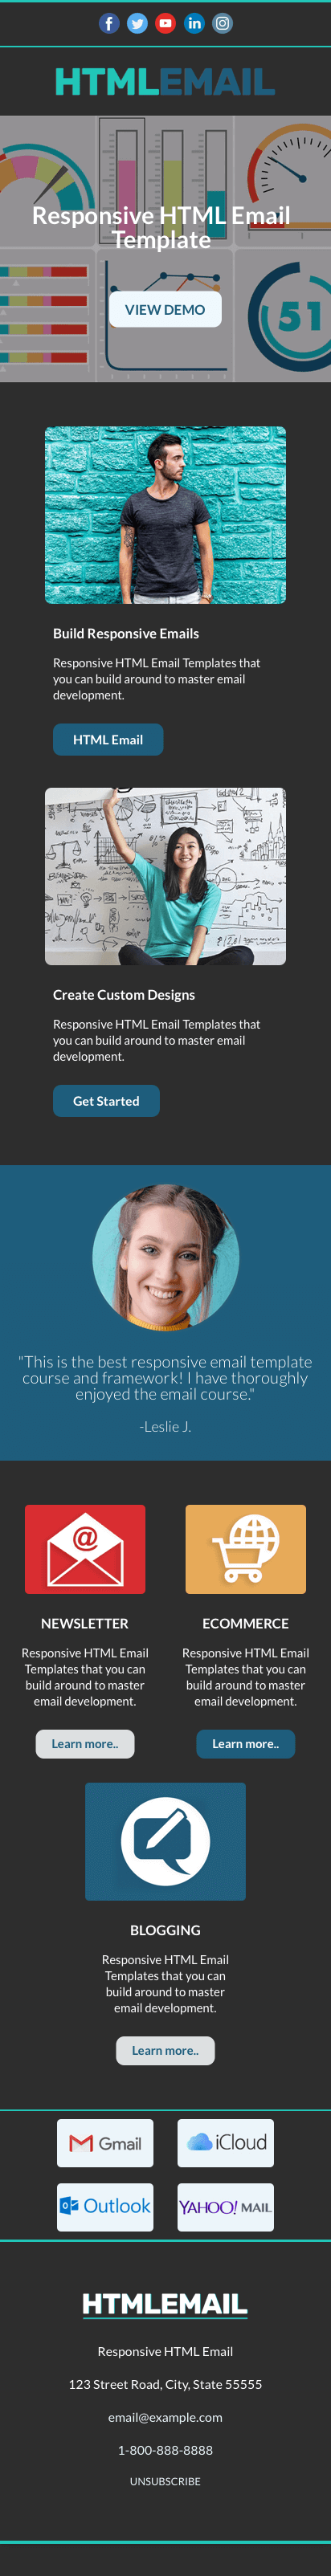 HTMLEMAIL
Responsive HTML Email
Template
VIEW DEMO
51
Build Responsive Emails
Responsive HTML Email Templates that
you can build around to master email
development.
HTML Email
Create Custom Designs
Responsive HTML Email Templates that
you can build around to master email
development.
Get Started
"This is the best responsive email template
course and framework! I have thoroughly
enjoyed the email course."
-Leslie J.
@
NEWSLETTER
Responsive HTML Email
Templates that you can
build around to master
email development.
Learn more..
ECOMMERCE
Responsive HTML Email
Templates that you can
build around to master
email development.
Learn more..
BLOGGING
Responsive HTML Email
Templates that you can
build around to master
email development.
Learn more..
Gmail
iCloud
Outlook
YAHOO! MAIL
HTMLEMAIL
Responsive HTML Email
123 Street Road, City, State 55555
email@example.com
1-800-888-8888
UNSUBSCRIBE